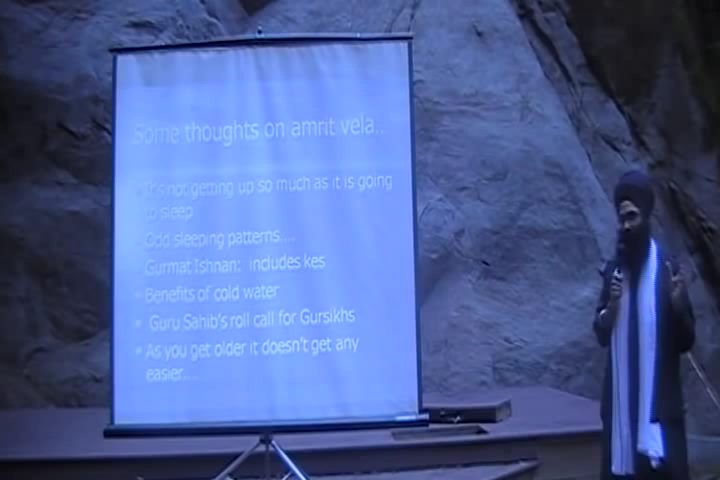 Some thoughts on amrit vela..
It's not getting up so much as it is going
to sleep
Odd sleeping patterns....
Gurmat Ishnan: includes kes
• Benefits of cold water
• Guru Sahib's roll call for Gursikhs
• As you get older it doesn't get any
easier....